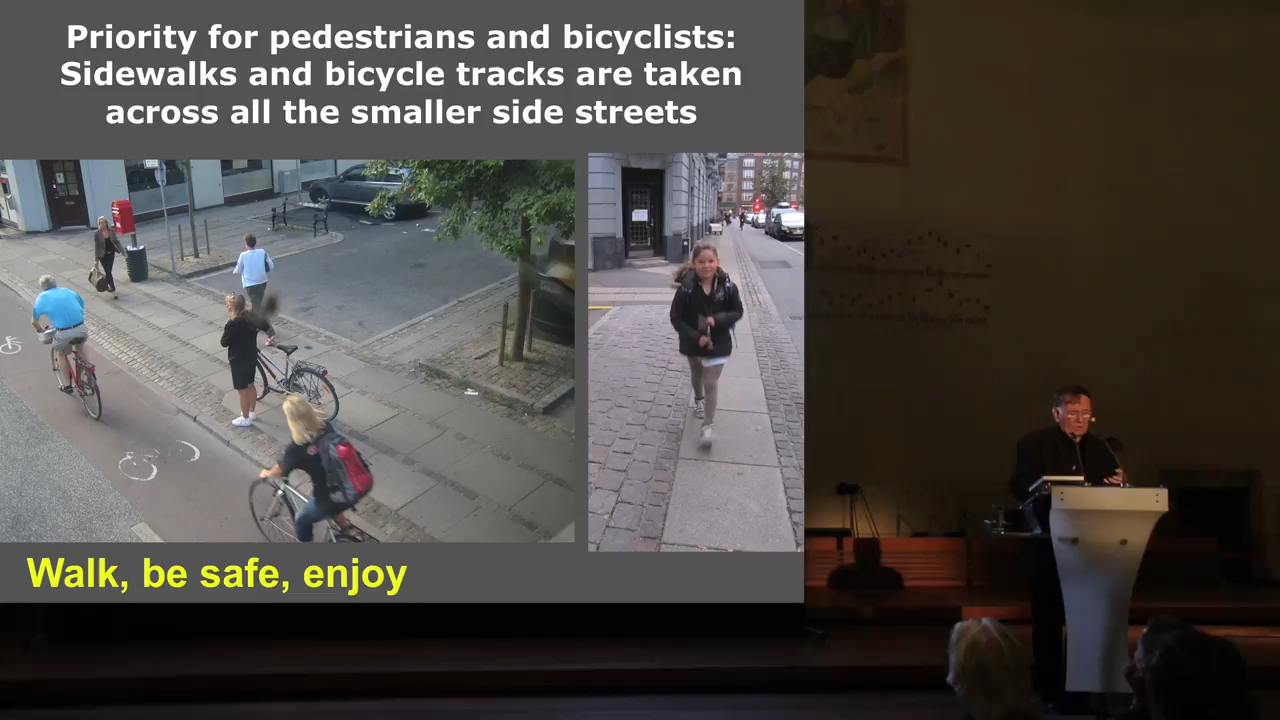 Priority for pedestrians and bicyclists:
Sidewalks and bicycle tracks are taken
across all the smaller side streets
Walk, be safe, enjoy